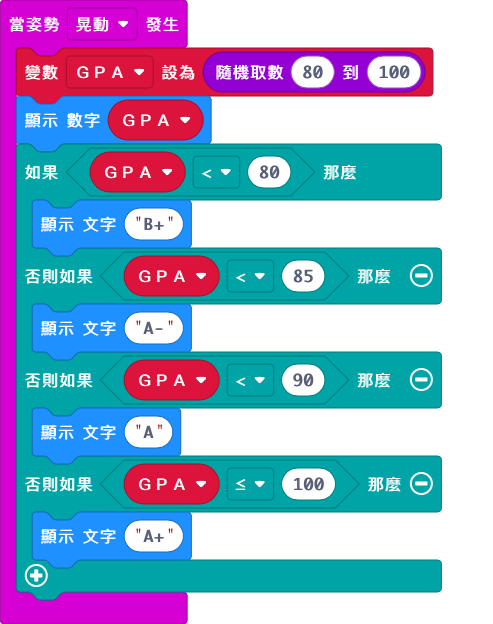 當姿勢 晃動 發生
變數 GPA 設為 隨機取數 80 到 100
顯示 數字 GPA
如果 GPA < 80 那麼
顯示 文字 "B+"
否則如果 GPA < 85 那麼
顯示 文字 "A-"
否則如果 GPA < 90 那麼
顯示 文字 "A"
否則如果 GPA ≤ 100 那麼
顯示 文字 "A+"